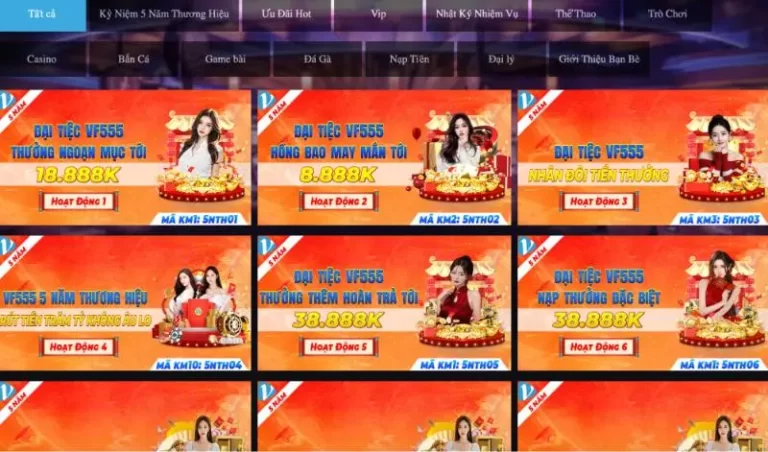 Tất cả
Kỷ Niệm 5 Năm Thương Hiệu
Ưu Đãi Hot
Vip
Nhật Ký Nhiệm Vụ
Thể Thao
Trò Chơi
Casino
Bắn Cá
Game bài
Đá Gà
Nạp Tiền
Đại lý
Giới Thiệu Bạn Bè
5 NĂM
ĐẠI TIỆC VF555
THƯỞNG NGOẠN MỤC TỚI
18.888K
HOẠT ĐỘNG 1
MÃ KM1: 5NTH01
5 NĂM
ĐẠI TIỆC VF555
HỒNG BAO MAY MẮN TỚI
8.888K
HOẠT ĐỘNG 2
MÃ KM2: 5NTH02
5 NĂM
ĐẠI TIỆC VF555
NHÂN ĐÔI TIỀN THƯỞNG
HOẠT ĐỘNG 3
MÃ KM3: 5NTH03
5 NĂM
VF555 5 NĂM THƯƠNG HIỆU
RÚT TIỀN TRĂM TỶ KHÔNG ÂU LO
HOẠT ĐỘNG 4
MÃ KM10: 5NTH04
5 NĂM
ĐẠI TIỆC VF555
THƯỞNG THÊM HOÀN TRẢ TỚI
38.888K
HOẠT ĐỘNG 5
MÃ KM1: 5NTH05
5 NĂM
ĐẠI TIỆC VF555
NẠP THƯỞNG ĐẶC BIỆT
38.888K
HOẠT ĐỘNG 6
MÃ KM1: 5NTH06
5 NĂM
5 NĂM
5 NĂM